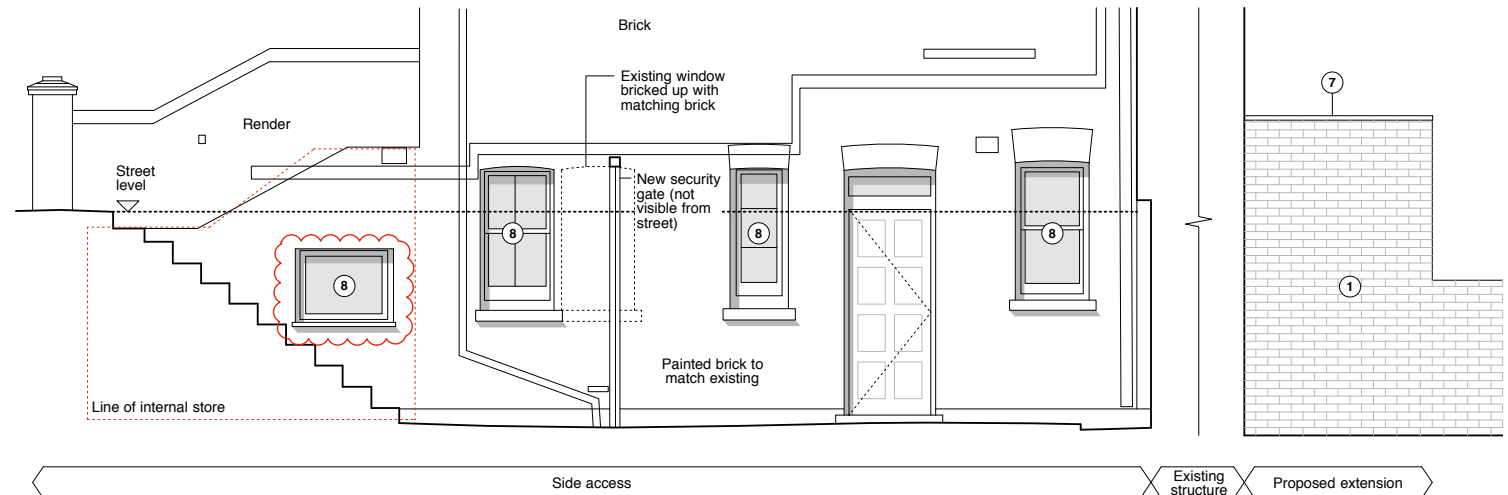 Brick
7
Existing window
bricked up with
matching brick
Render
Street
level
New security
gate (not
visible from
street)
8
8
8
8
1
Painted brick to
match existing
Line of internal store
Side access
Existing
structure
Proposed extension